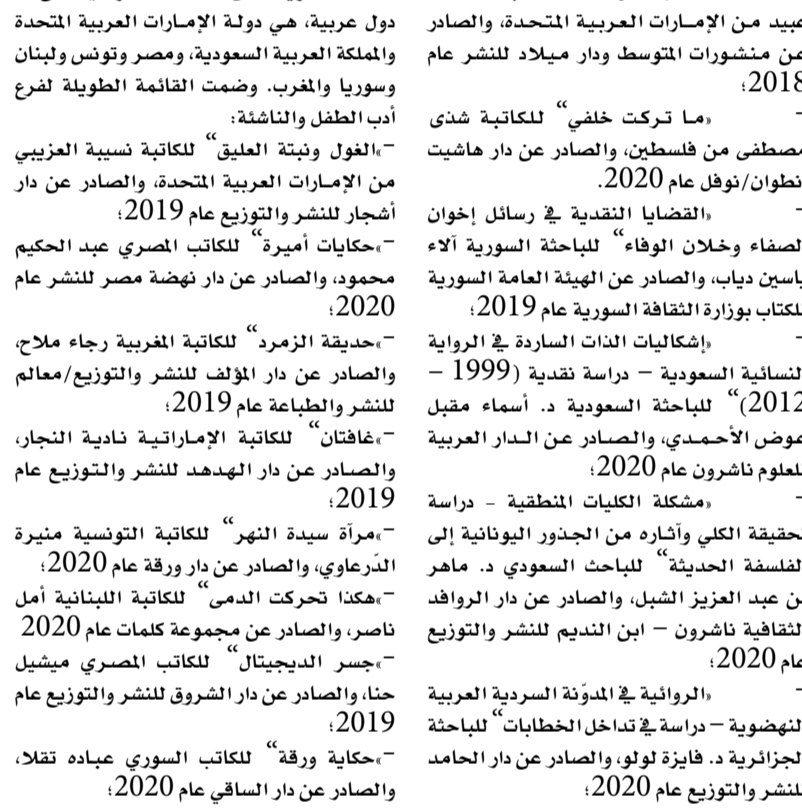 عبيد من الإمارات العربية المتحدة، والصادر
عن منشورات المتوسط ودار ميلاد للنشر عام
2018؛
- «ما تركت خلفي“ للكاتبة شذى
مصطفى من فلسطين، والصادر عن دار هاشيت
نطوان/نوفل عام 2020.
- «القضايا النقدية في رسائل إخوان
لصفاء وخلان الوفاء“ للباحثة السورية آلاء
ياسين دياب، والصادر عن الهيئة العامة السورية
للكتاب بوزارة الثقافة السورية عام 2019؛
- «إشكاليات الذات الساردة في الرواية
لنسائية السعودية – دراسة نقدية (1999 –
2012)“ للباحثة السعودية د. أسماء مقبل
عوض الأحمدي، والصادر عن الدار العربية
للعلوم ناشرون عام 2020؛
- «مشكلة الكليات المنطقية - دراسة
لحقيقة الكلي وآثاره من الجذور اليونانية إلى
لفلسفة الحديثة“ للباحث السعودي د. ماهر
بن عبد العزيز الشبل، والصادر عن دار الروافد
لثقافية ناشرون – ابن النديم للنشر والتوزيع
عام 2020؛
- «الروائية في المدوّنة السردية العربية
لنهضوية – دراسة في تداخل الخطابات“ للباحثة
لجزائرية د. فايزة لولو، والصادر عن دار الحامد
للنشر والتوزيع عام 2020؛
دول عربية، هي دولة الإمارات العربية المتحدة
والمملكة العربية السعودية، ومصر وتونس ولبنان
وسوريا والمغرب. وضمت القائمة الطويلة لفرع
أدب الطفل والناشئة:
-«الغول ونبتة العليق“ للكاتبة نسيبة العزيبي
من الإمارات العربية المتحدة، والصادر عن دار
أشجار للنشر والتوزيع عام 2019؛
-«حكايات أميرة“ للكاتب المصري عبد الحكيم
محمود، والصادر عن دار نهضة مصر للنشر عام
2020؛
-«حديقة الزمرد“ للكاتبة المغربية رجاء ملاح،
والصادر عن دار المؤلف للنشر والتوزيع/معالم
للنشر والطباعة عام 2019؛
-«غافتان“ للكاتبة الإماراتية نادية النجار،
والصادر عن دار الهدهد للنشر والتوزيع عام
2019؛
-«مرآة سيدة النهر“ للكاتبة التونسية منيرة
الدّرعاوي، والصادر عن دار ورقة عام 2020؛
-«هكذا تحركت الدمى“ للكاتبة اللبنانية أمل
ناصر، والصادر عن مجموعة كلمات عام 2020
-«جسر الديجيتال“ للكاتب المصري ميشيل
حنا، والصادر عن دار الشروق للنشر والتوزيع عام
2019؛
-«حكاية ورقة“ للكاتب السوري عباده تقلا،
والصادر عن دار الساقي عام 2020؛